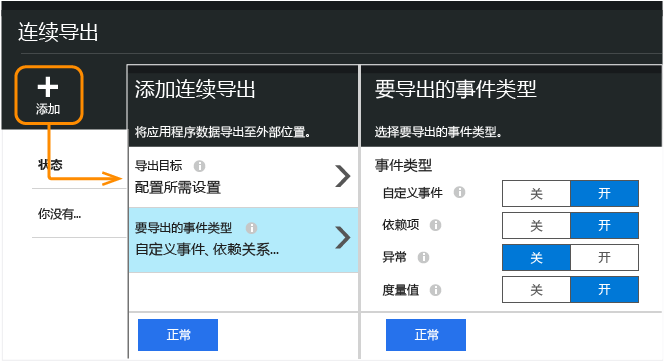 连续导出
添加
状态
你没有...
添加连续导出
将应用程序数据导出至外部位置。
导出目标
配置所需设置
要导出的事件类型
自定义事件、依赖关系...
正常
要导出的事件类型
选择要导出的事件类型。
事件类型
自定义事件 关 开
依赖项 关 开
异常 关 开
度量值 关 开
正常